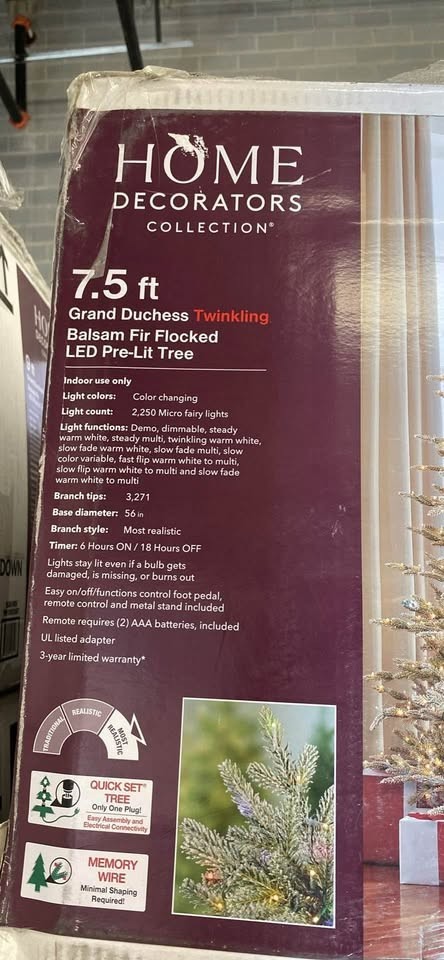 HOME
DECORATORS
COLLECTION®
7.5 ft
Grand Duchess Twinkling
Balsam Fir Flocked
LED Pre-Lit Tree
Indoor use only
Light colors: Color changing
Light count: 2,250 Micro fairy lights
Light functions: Demo, dimmable, steady
warm white, steady multi, twinkling warm white,
slow fade warm white, slow fade multi, slow
color variable, fast flip warm white to multi,
slow flip warm white to multi and slow fade
warm white to multi
Branch tips: 3,271
Base diameter: 56 in
Branch style: Most realistic
Timer: 6 Hours ON / 18 Hours OFF
Lights stay lit even if a bulb gets
damaged, is missing, or burns out
Easy on/off/functions control foot pedal,
remote control and metal stand included
Remote requires (2) AAA batteries, included
UL listed adapter
3-year limited warranty*
TRADITIONAL
REALISTIC
MOST
REALISTIC
QUICK SET®
TREE
Only One Plug!
Easy Assembly and
Electrical Connectivity
MEMORY
WIRE
Minimal Shaping
Required!
HO
DOWN